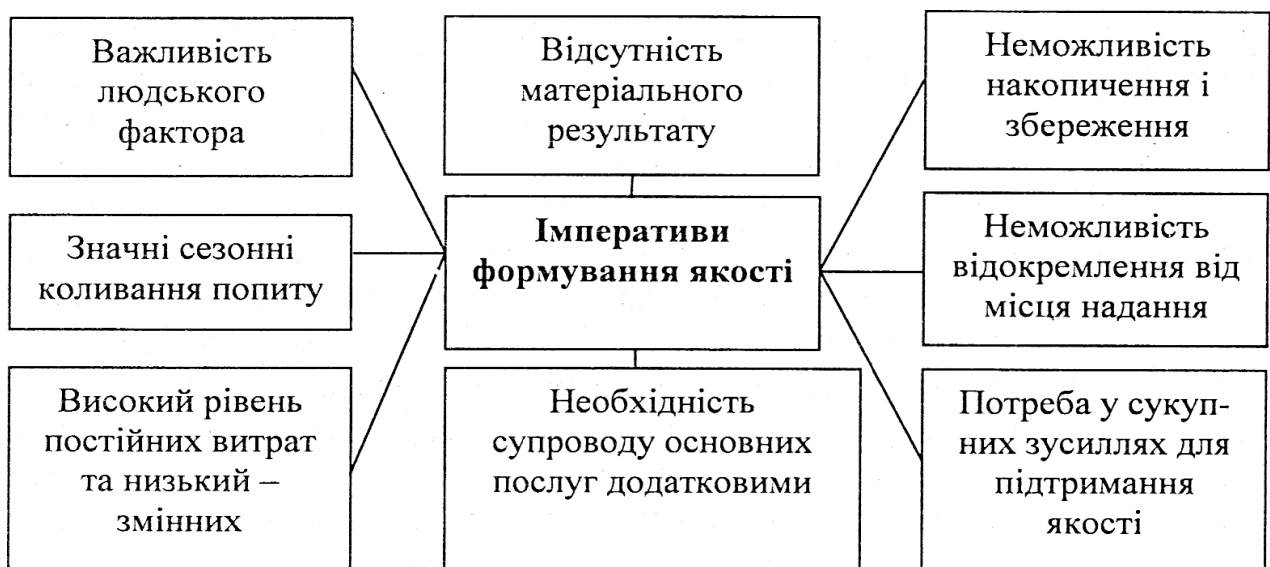 Важливість
людського
фактора
Відсутність
матеріального
результату
Неможливість
накопичення і
збереження
Значні сезонні
коливання попиту
Імперативи
формування якості
Неможливість
відокремлення від
місця надання
Високий рівень
постійних витрат
та низький –
змінних
Необхідність
супроводу основних
послуг додатковими
Потреба у сукуп-
них зусиллях для
підтримання
якості